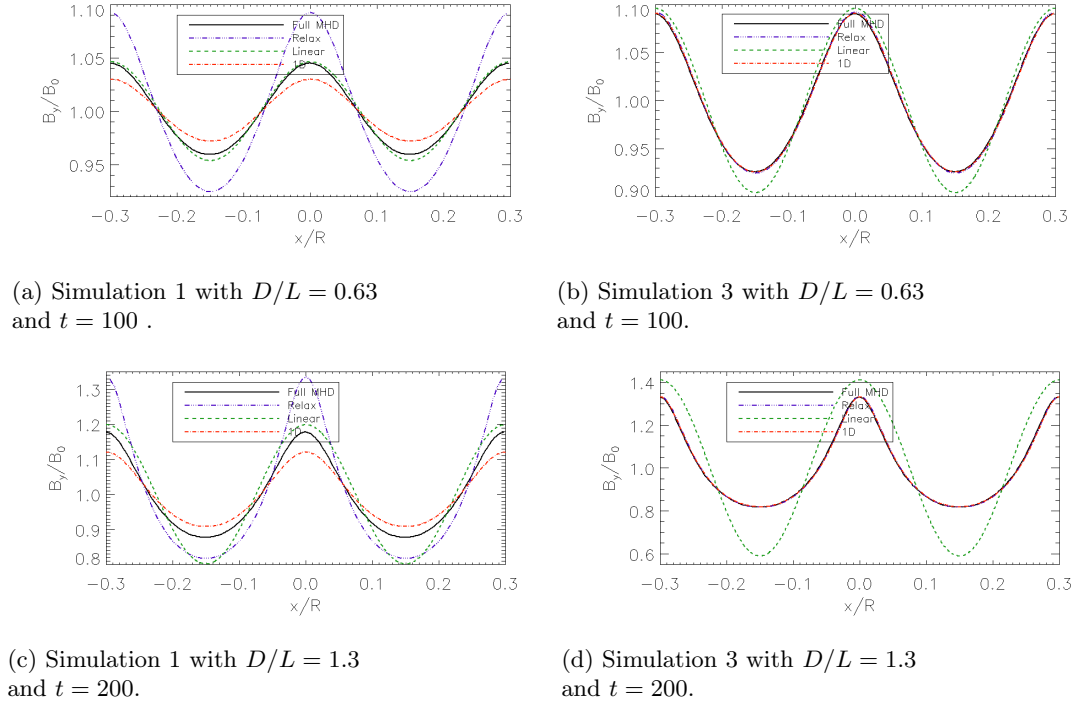 1.10
1.05
1.00
0.95
B_y/B_0
Full MHD
Relax
Linear
1D
−0.3 −0.2 −0.1 0.0 0.1 0.2 0.3
x/R
(a) Simulation 1 with D/L = 0.63
and t = 100 .
1.10
1.05
1.00
0.95
0.90
B_y/B_0
Full MHD
Relax
Linear
1D
−0.3 −0.2 −0.1 0.0 0.1 0.2 0.3
x/R
(b) Simulation 3 with D/L = 0.63
and t = 100.
1.3
1.2
1.1
1.0
0.9
0.8
B_y/B_0
Full MHD
Relax
Linear
1D
−0.3 −0.2 −0.1 0.0 0.1 0.2 0.3
x/R
(c) Simulation 1 with D/L = 1.3
and t = 200.
1.4
1.2
1.0
0.8
0.6
B_y/B_0
Full MHD
Relax
Linear
1D
−0.3 −0.2 −0.1 0.0 0.1 0.2 0.3
x/R
(d) Simulation 3 with D/L = 1.3
and t = 200.